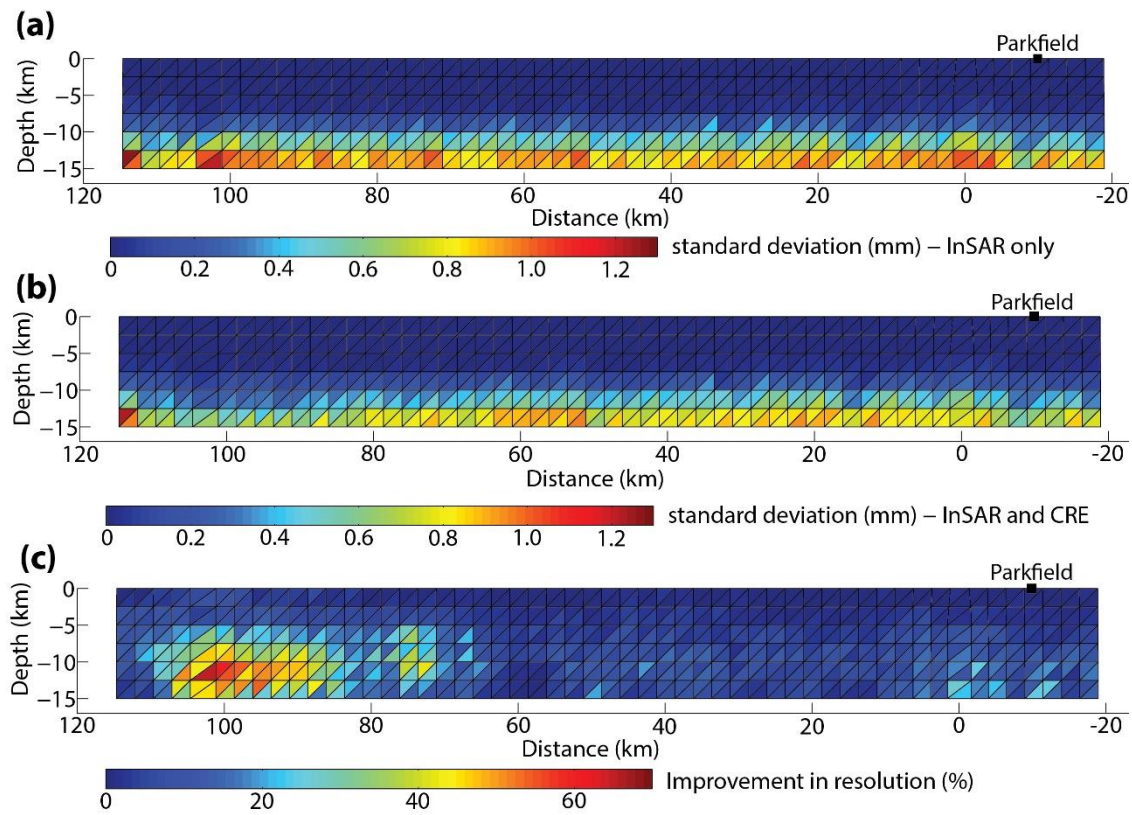 (a)
Parkfield
0
−5
−10
−15
Depth (km)
120 100 80 60 40 20 0 -20
Distance (km)
0 0.2 0.4 0.6 0.8 1.0 1.2
standard deviation (mm) – InSAR only
(b)
Parkfield
0
−5
−10
−15
Depth (km)
120 100 80 60 40 20 0 -20
Distance (km)
0 0.2 0.4 0.6 0.8 1.0 1.2
standard deviation (mm) – InSAR and CRE
(c)
Parkfield
0
−5
−10
−15
Depth (km)
120 100 80 60 40 20 0 -20
Distance (km)
0 20 40 60
Improvement in resolution (%)